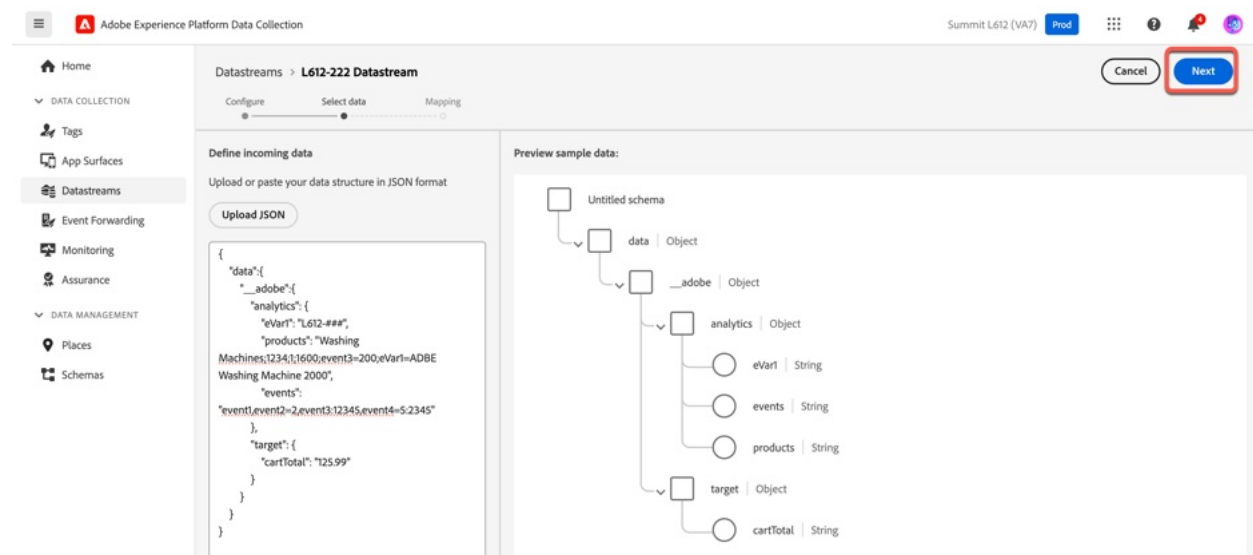 Adobe Experience Platform Data Collection
Summit L612 (VA7) Prod
Home
DATA COLLECTION
Tags
App Surfaces
Datastreams
Event Forwarding
Monitoring
Assurance
DATA MANAGEMENT
Places
Schemas
Datastreams > L612-222 Datastream
Cancel Next
Configure Select data Mapping
Define incoming data
Upload or paste your data structure in JSON format
Upload JSON
{
"data":{
"__adobe":{
"analytics": {
"eVar1": "L612-###",
"products": "Washing
Machines;1234;1;1600;event3=200;eVar1=ADBE
Washing Machine 2000",
"events":
"event1,event2=2,event3:12345,event4=5:2345"
},
"target": {
"cartTotal": "125.99"
}
}
}
}
Preview sample data:
Untitled schema
data Object
__adobe Object
analytics Object
eVar1 String
events String
products String
target Object
cartTotal String